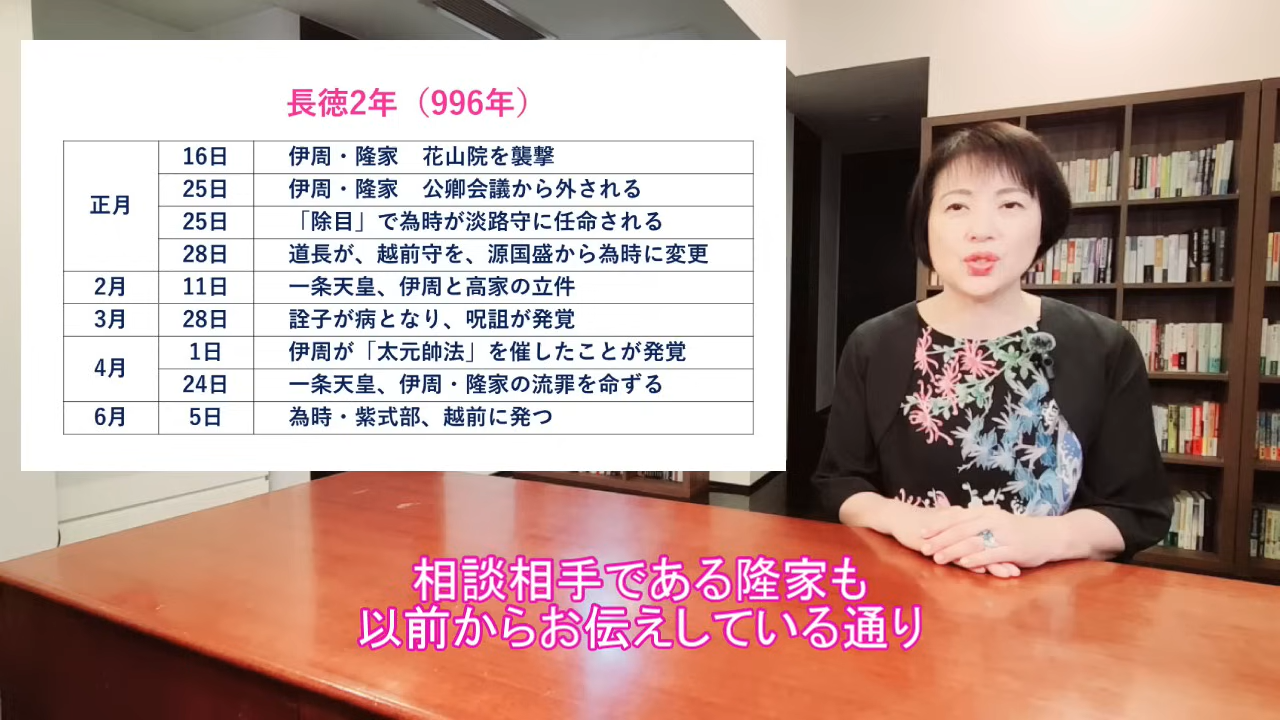 長徳2年（996年）
正月 16日 伊周・隆家　花山院を襲撃
25日 伊周・隆家　公卿会議から外される
25日 「除目」で為時が淡路守に任命される
28日 道長が、越前守を、源国盛から為時に変更
2月 11日 一条天皇、伊周と高家の立件
3月 28日 詮子が病となり、呪詛が発覚
4月 1日 伊周が「太元帥法」を催したことが発覚
24日 一条天皇、伊周・隆家の流罪を命ずる
6月 5日 為時・紫式部、越前に発つ
相談相手である隆家も
以前からお伝えしている通り